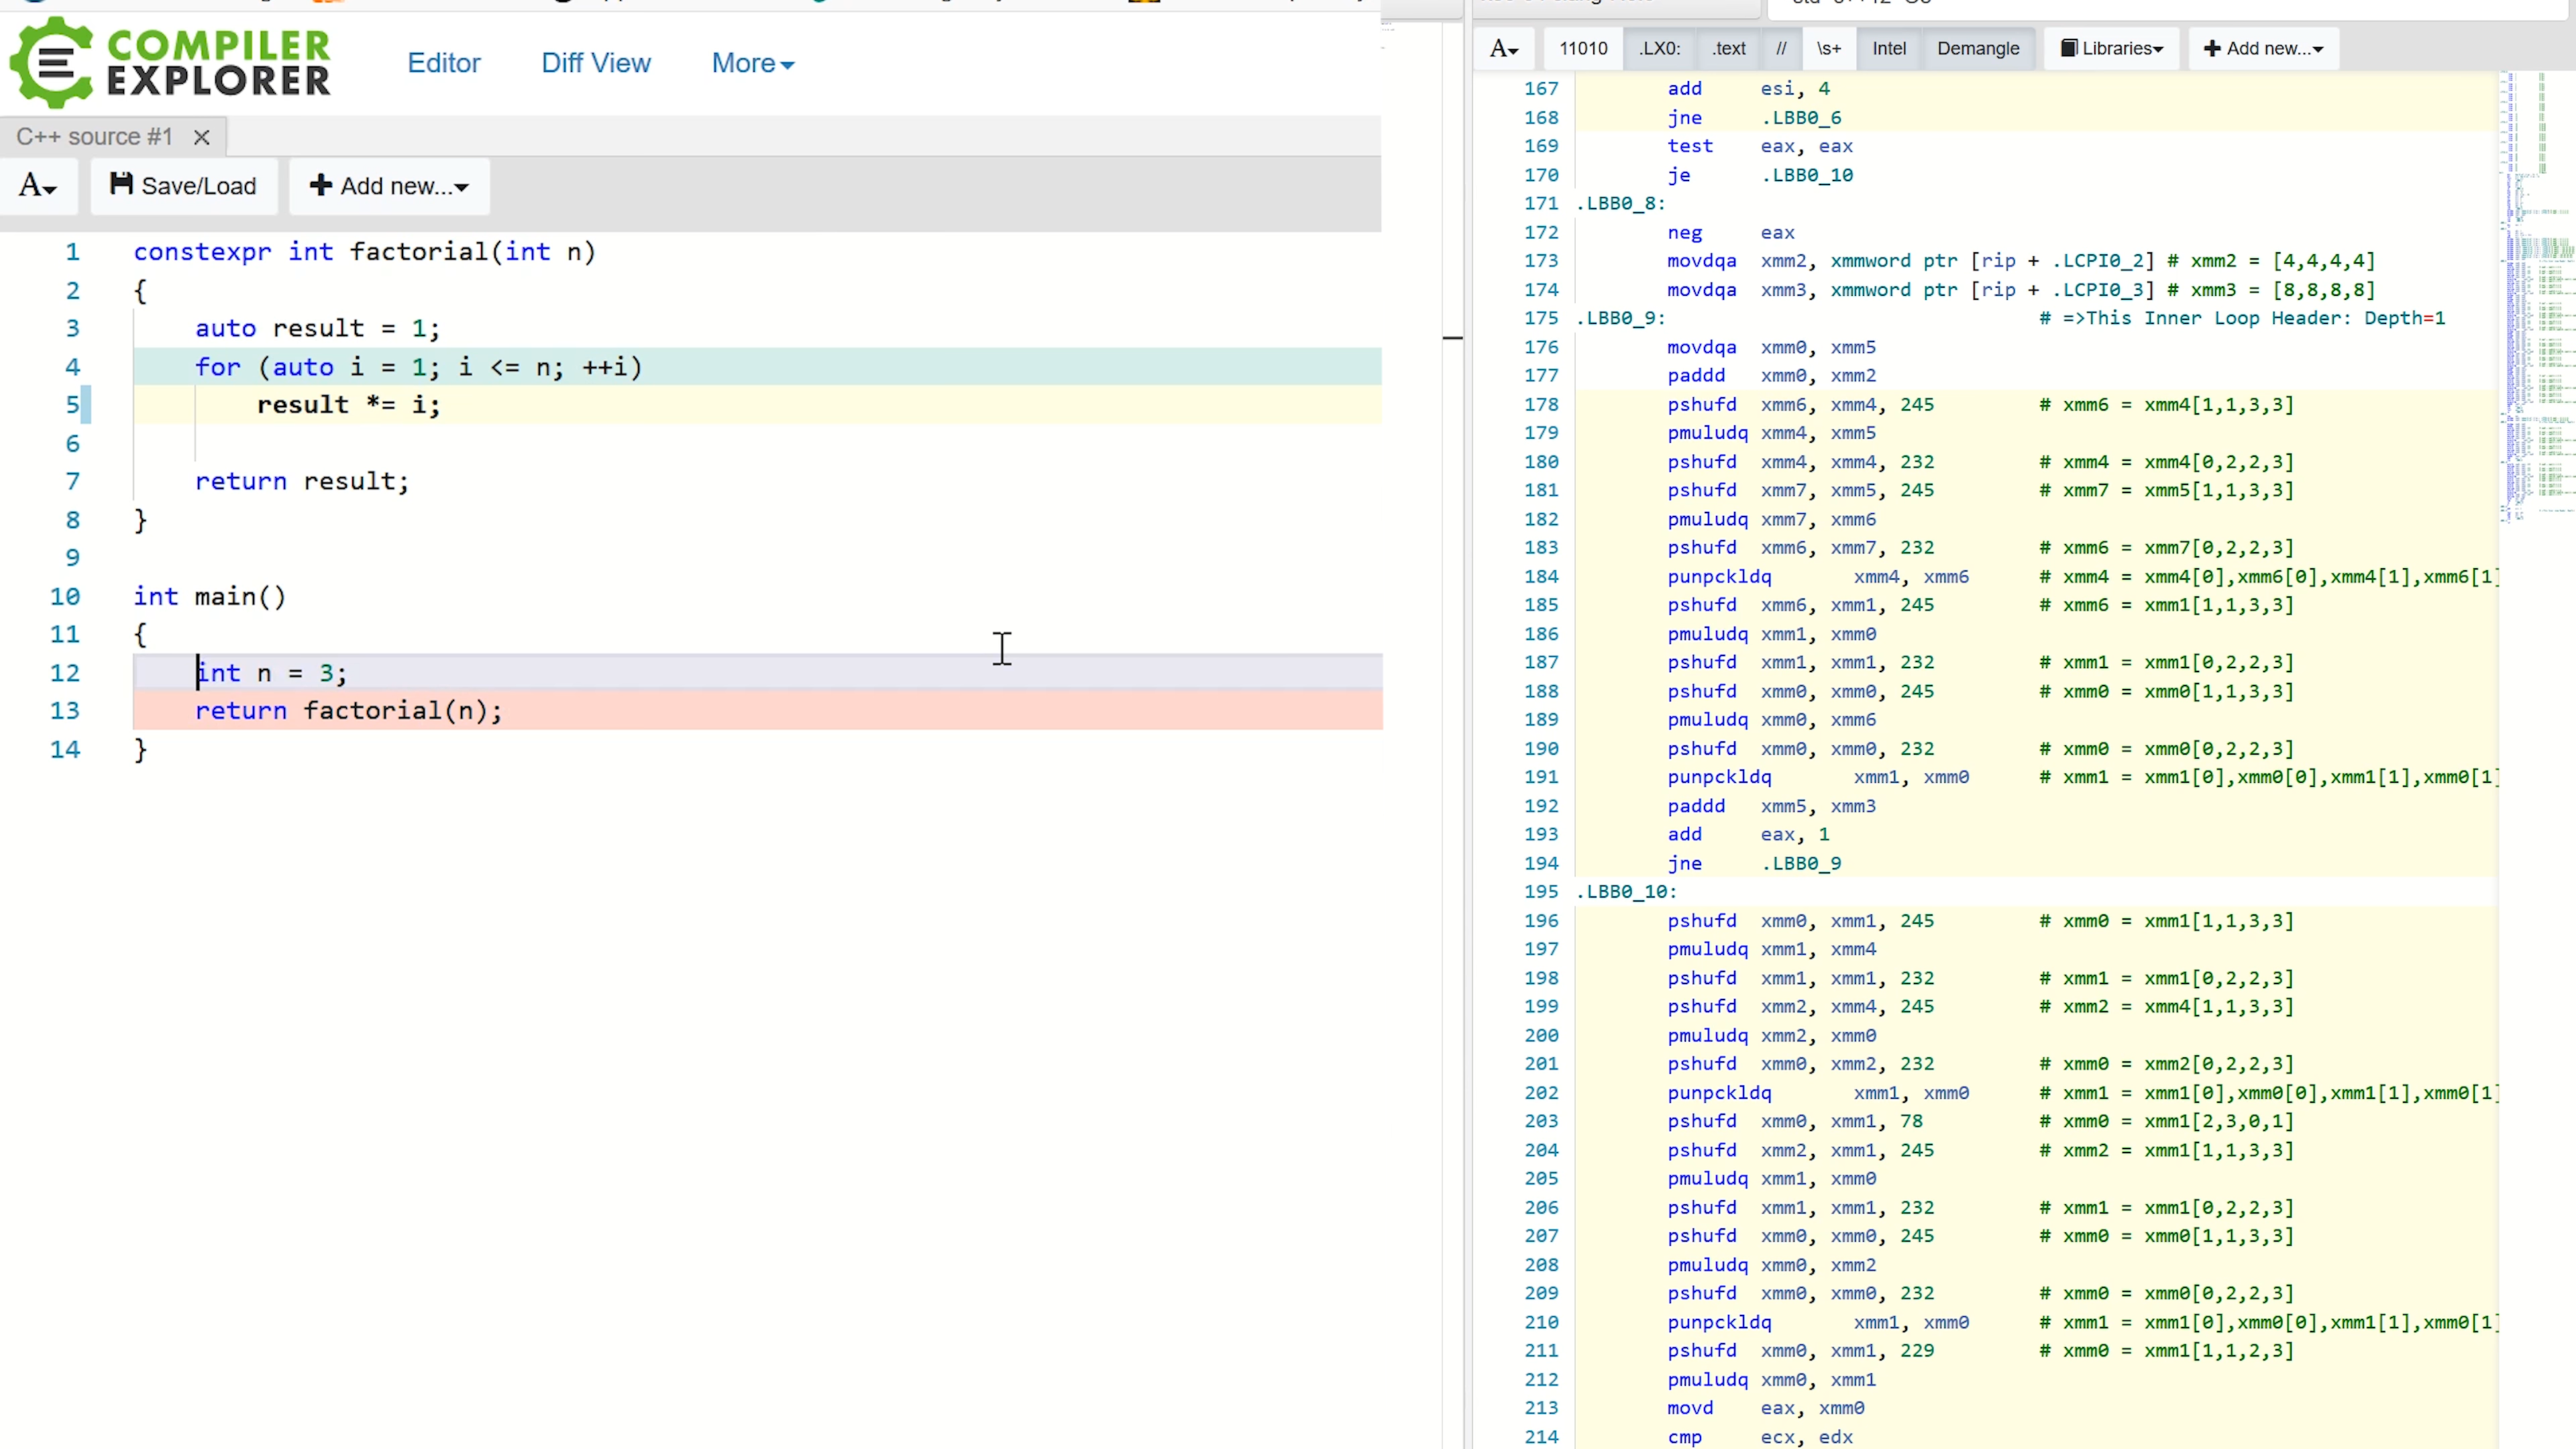 COMPILER
EXPLORER
Editor
Diff View
More
C++ source #1
A
Save/Load
Add new...
1 constexpr int factorial(int n)
2 {
3 auto result = 1;
4 for (auto i = 1; i <= n; ++i)
5 result *= i;
6
7 return result;
8 }
9
10 int main()
11 {
12 int n = 3;
13 return factorial(n);
14 }
A 11010 .LX0: .text // \s+ Intel Demangle Libraries Add new...
167 add esi, 4
168 jne .LBB0_6
169 test eax, eax
170 je .LBB0_10
171 .LBB0_8:
172 neg eax
173 movdqa xmm2, xmmword ptr [rip + .LCPI0_2] # xmm2 = [4,4,4,4]
174 movdqa xmm3, xmmword ptr [rip + .LCPI0_3] # xmm3 = [8,8,8,8]
175 .LBB0_9: # =>This Inner Loop Header: Depth=1
176 movdqa xmm0, xmm5
177 paddd xmm0, xmm2
178 pshufd xmm6, xmm4, 245 # xmm6 = xmm4[1,1,3,3]
179 pmuludq xmm4, xmm5
180 pshufd xmm4, xmm4, 232 # xmm4 = xmm4[0,2,2,3]
181 pshufd xmm7, xmm5, 245 # xmm7 = xmm5[1,1,3,3]
182 pmuludq xmm7, xmm6
183 pshufd xmm6, xmm7, 232 # xmm6 = xmm7[0,2,2,3]
184 punpckldq xmm4, xmm6 # xmm4 = xmm4[0],xmm6[0],xmm4[1],xmm6[1]
185 pshufd xmm6, xmm1, 245 # xmm6 = xmm1[1,1,3,3]
186 pmuludq xmm1, xmm0
187 pshufd xmm1, xmm1, 232 # xmm1 = xmm1[0,2,2,3]
188 pshufd xmm0, xmm0, 245 # xmm0 = xmm0[1,1,3,3]
189 pmuludq xmm0, xmm6
190 pshufd xmm0, xmm0, 232 # xmm0 = xmm0[0,2,2,3]
191 punpckldq xmm1, xmm0 # xmm1 = xmm1[0],xmm0[0],xmm1[1],xmm0[1]
192 paddd xmm5, xmm3
193 add eax, 1
194 jne .LBB0_9
195 .LBB0_10:
196 pshufd xmm0, xmm1, 245 # xmm0 = xmm1[1,1,3,3]
197 pmuludq xmm1, xmm4
198 pshufd xmm1, xmm1, 232 # xmm1 = xmm1[0,2,2,3]
199 pshufd xmm2, xmm4, 245 # xmm2 = xmm4[1,1,3,3]
200 pmuludq xmm2, xmm0
201 pshufd xmm0, xmm2, 232 # xmm0 = xmm2[0,2,2,3]
202 punpckldq xmm1, xmm0 # xmm1 = xmm1[0],xmm0[0],xmm1[1],xmm0[1]
203 pshufd xmm0, xmm1, 78 # xmm0 = xmm1[2,3,0,1]
204 pshufd xmm2, xmm1, 245 # xmm2 = xmm1[1,1,3,3]
205 pmuludq xmm1, xmm0
206 pshufd xmm1, xmm1, 232 # xmm1 = xmm1[0,2,2,3]
207 pshufd xmm0, xmm0, 245 # xmm0 = xmm0[1,1,3,3]
208 pmuludq xmm0, xmm2
209 pshufd xmm0, xmm0, 232 # xmm0 = xmm0[0,2,2,3]
210 punpckldq xmm1, xmm0 # xmm1 = xmm1[0],xmm0[0],xmm1[1],xmm0[1]
211 pshufd xmm0, xmm1, 229 # xmm0 = xmm1[1,1,2,3]
212 pmuludq xmm0, xmm1
213 movd eax, xmm0
214 cmp ecx, edx